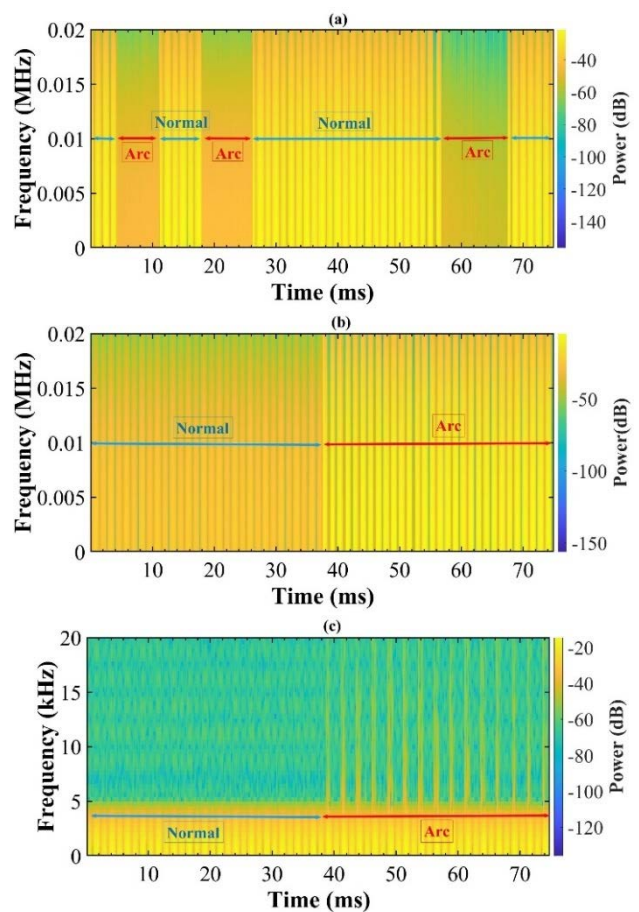 (a)
0.02
0.015
0.01
0.005
0
Frequency (MHz)
Normal
Normal
Arc
Arc
Arc
10 20 30 40 50 60 70
Time (ms)
-40
-60
-80
-100
-120
-140
Power (dB)
(b)
0.02
0.015
0.01
0.005
0
Frequency (MHz)
Normal
Arc
10 20 30 40 50 60 70
Time (ms)
-50
-100
-150
Power(dB)
(c)
20
15
10
5
0
Frequency (kHz)
Normal
Arc
10 20 30 40 50 60 70
Time (ms)
-20
-40
-60
-80
-100
-120
Power (dB)